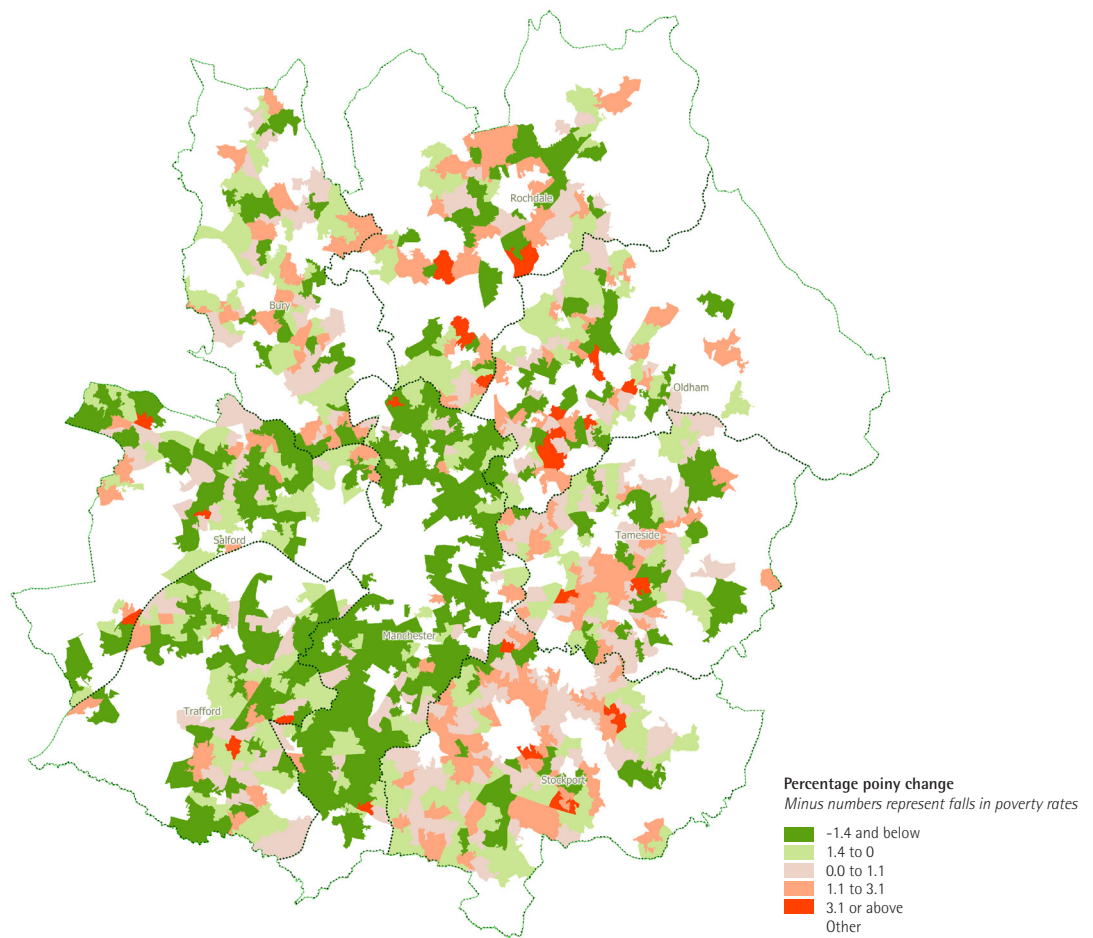 Rochdale
Bury
Oldham
Salford
Tameside
Manchester
Trafford
Stockport
Percentage poiny change
Minus numbers represent falls in poverty rates
-1.4 and below
1.4 to 0
0.0 to 1.1
1.1 to 3.1
3.1 or above
Other